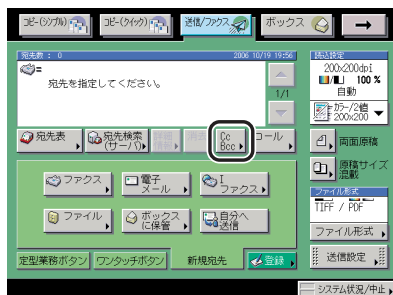 コピー(シンプル)
コピー(クイック)
送信/ファクス
ボックス
宛先数 : 0
2006 10/19 19:56
宛先を指定してください。
1/1
宛先表
宛先検索
(サーバ)
Cc
Bcc
コール
ファクス
電子
メール
I
ファクス
ファイル
ボックス
に保管
自分へ
送信
定型業務ボタン
ワンタッチボタン
新規宛先
登録
読込設定
200x200dpi
100 %
自動
カラー/2値
200x200
両面原稿
原稿サイズ
混載
ファイル形式
TIFF / PDF
ファイル形式
送信設定
システム状況/中止